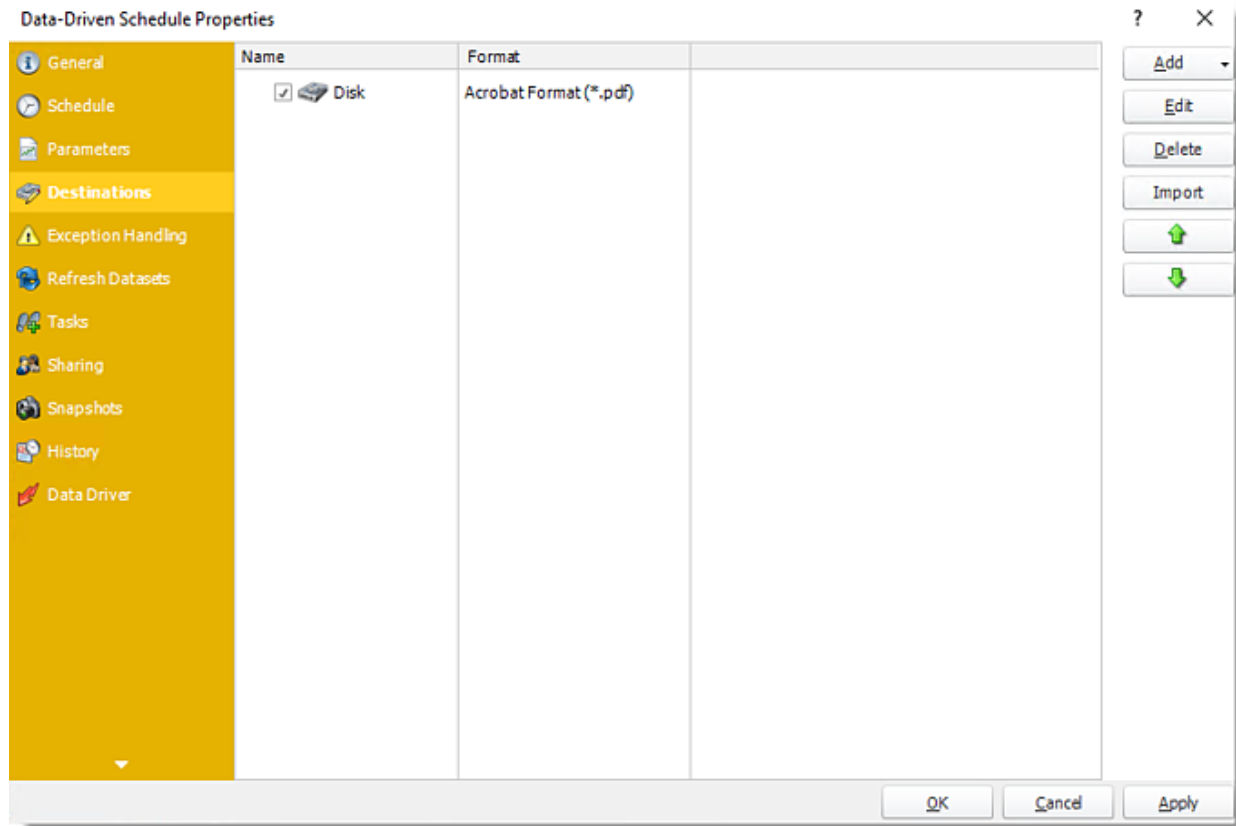 Data-Driven Schedule Properties ? ×
General
Schedule
Parameters
Destinations
Exception Handling
Refresh Datasets
Tasks
Sharing
Snapshots
History
Data Driver
Name Format
Disk Acrobat Format (*.pdf)
Add
Edit
Delete
Import
OK Cancel Apply